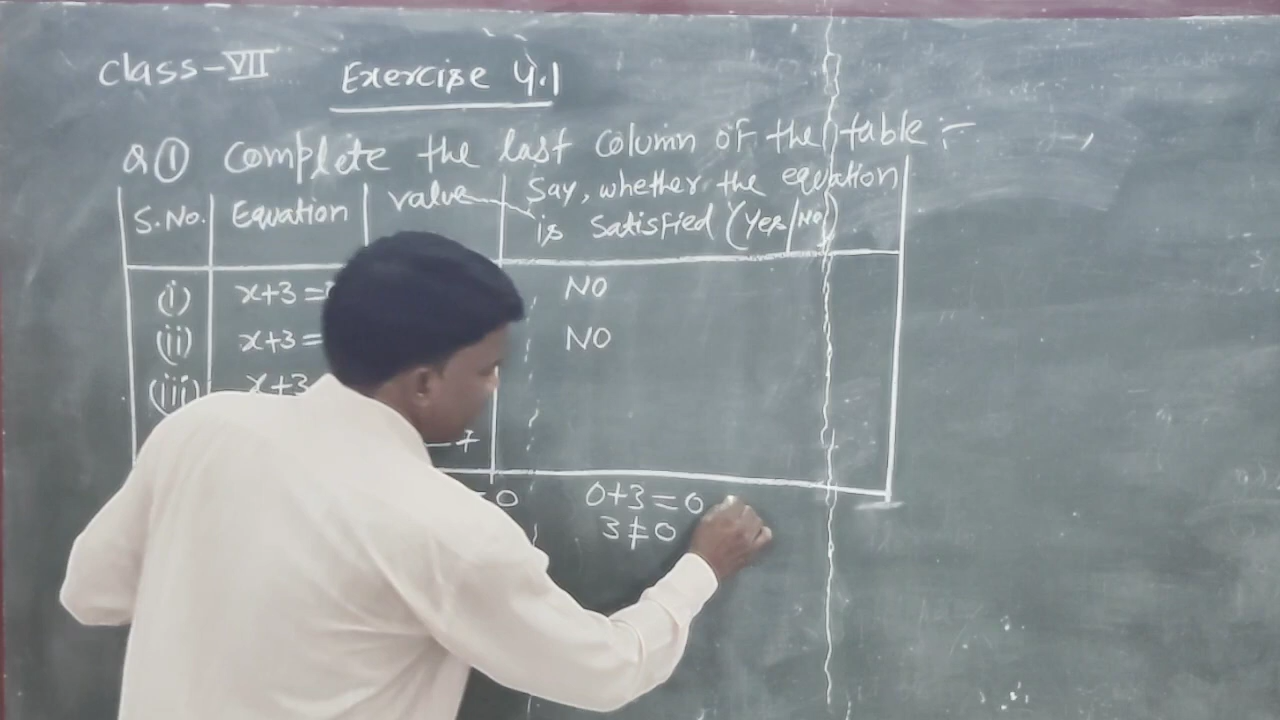 Class-VII
Exercise 4.1
Q① Complete the last column of the table :-
S.No. Equation value Say, whether the equation is satisfied (Yes/No)
(i) x+3= NO
(ii) x+3= NO
(iii) x+3
-7
=0 0+3=0
3≠0